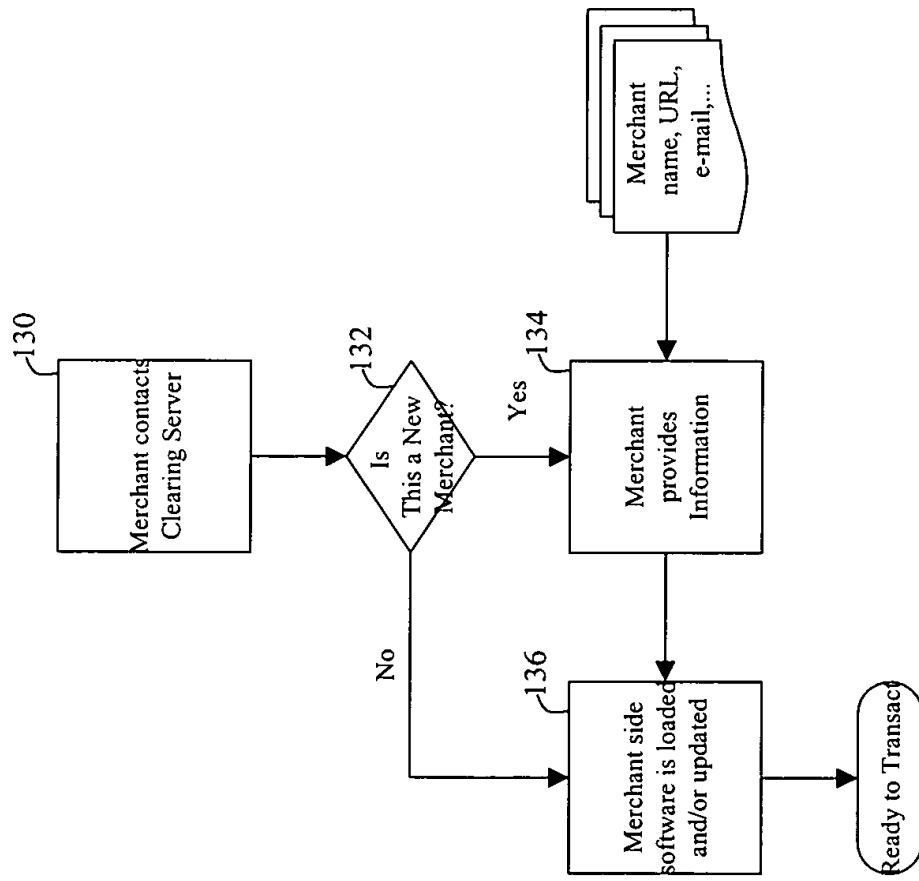 130
Merchant contacts
Clearing Server
132
Is
This a New
Merchant?
No
Yes
134
Merchant
provides
Information
Merchant
name, URL,
e-mail,...
136
Merchant side
software is loaded
and/or updated
Ready to Transact